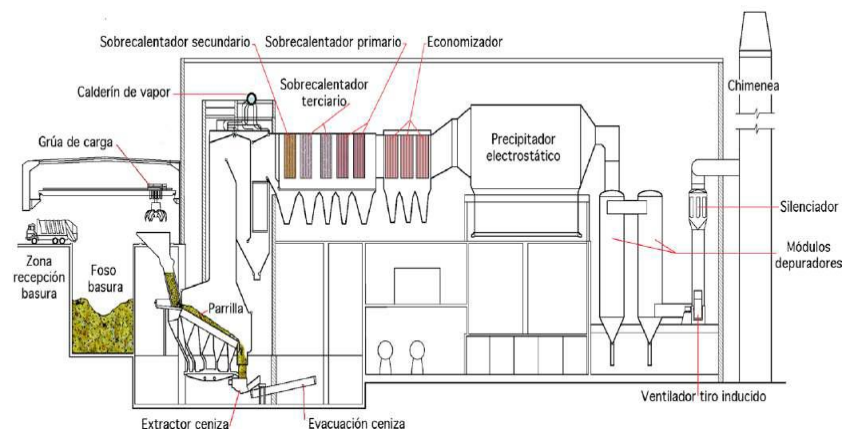 Sobrecalentador secundario
Sobrecalentador primario
Economizador
Calderín de vapor
Sobrecalentador
terciario
Chimenea
Grúa de carga
Precipitador
electrostático
Silenciador
Zona
recepción
basura
Foso
basura
Parrilla
Módulos
depuradores
Extractor ceniza
Evacuación ceniza
Ventilador tiro inducido